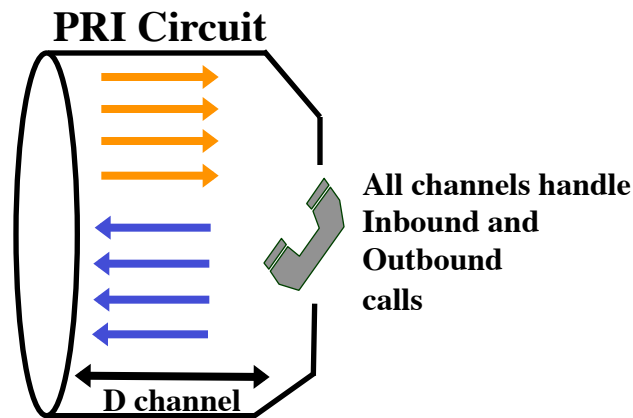 PRI Circuit
All channels handle
Inbound and
Outbound
calls
D channel